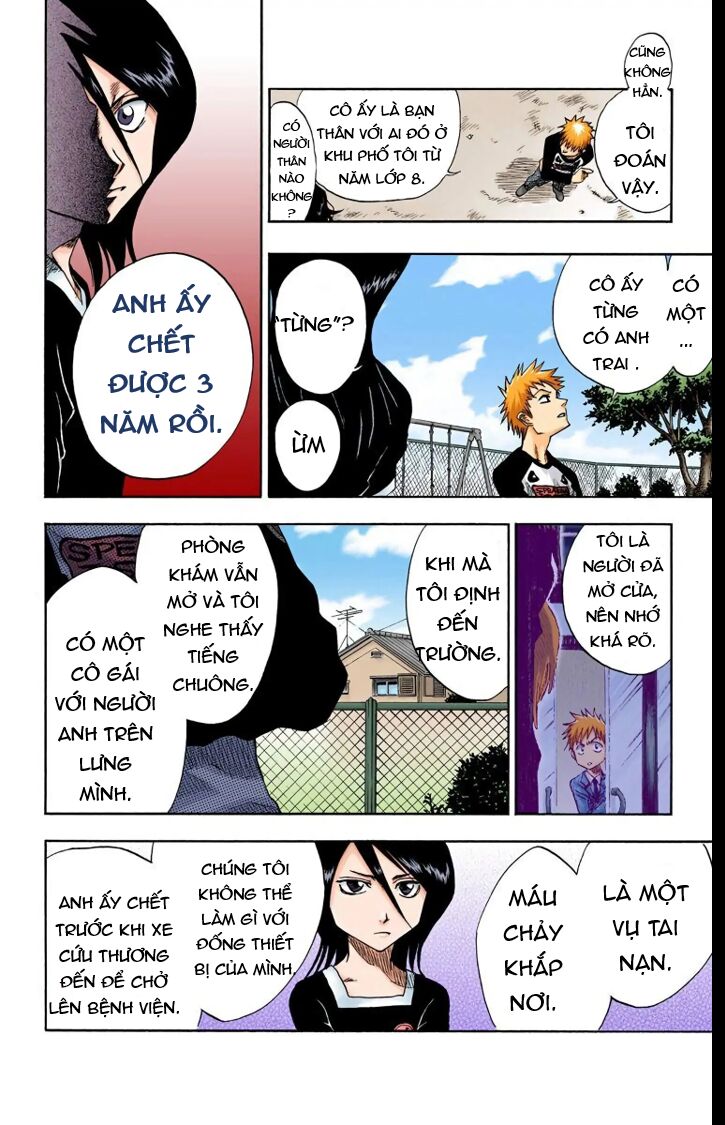 CŨNG
KHÔNG
HẲN.
TÔI
ĐOÁN
VẬY.
CÔ ẤY LÀ BẠN
THÂN VỚI AI ĐÓ Ở
KHU PHỐ TÔI TỪ
NĂM LỚP 8.
CÓ
NGƯỜI
THÂN
NÀO
KHÔNG
?
CÓ
MỘT
...
CÔ ẤY
TỪNG
CÓ ANH
TRAI .
“TỪNG”?
ỪM
ANH ẤY
CHẾT
ĐƯỢC 3
NĂM RỒI.
TÔI LÀ
NGƯỜI ĐÃ
MỞ CỬA,
NÊN NHỚ
KHÁ RÕ.
KHI MÀ
TÔI ĐỊNH
ĐẾN
TRƯỜNG.
PHÒNG
KHÁM VẪN
MỞ VÀ TÔI
NGHE THẤY
TIẾNG
CHUÔNG.
CÓ MỘT
CÔ GÁI
VỚI NGƯỜI
ANH TRÊN
LƯNG
MÌNH.
LÀ MỘT
VỤ TAI
NẠN.
MÁU
CHẢY
KHẮP
NƠI.
CHÚNG TÔI
KHÔNG THỂ
LÀM GÌ VỚI
ĐỐNG THIẾT
BỊ CỦA MÌNH.
ANH ẤY CHẾT
TRƯỚC KHI XE
CỨU THƯƠNG
ĐẾN ĐỂ CHỞ
LÊN BỆNH VIỆN.